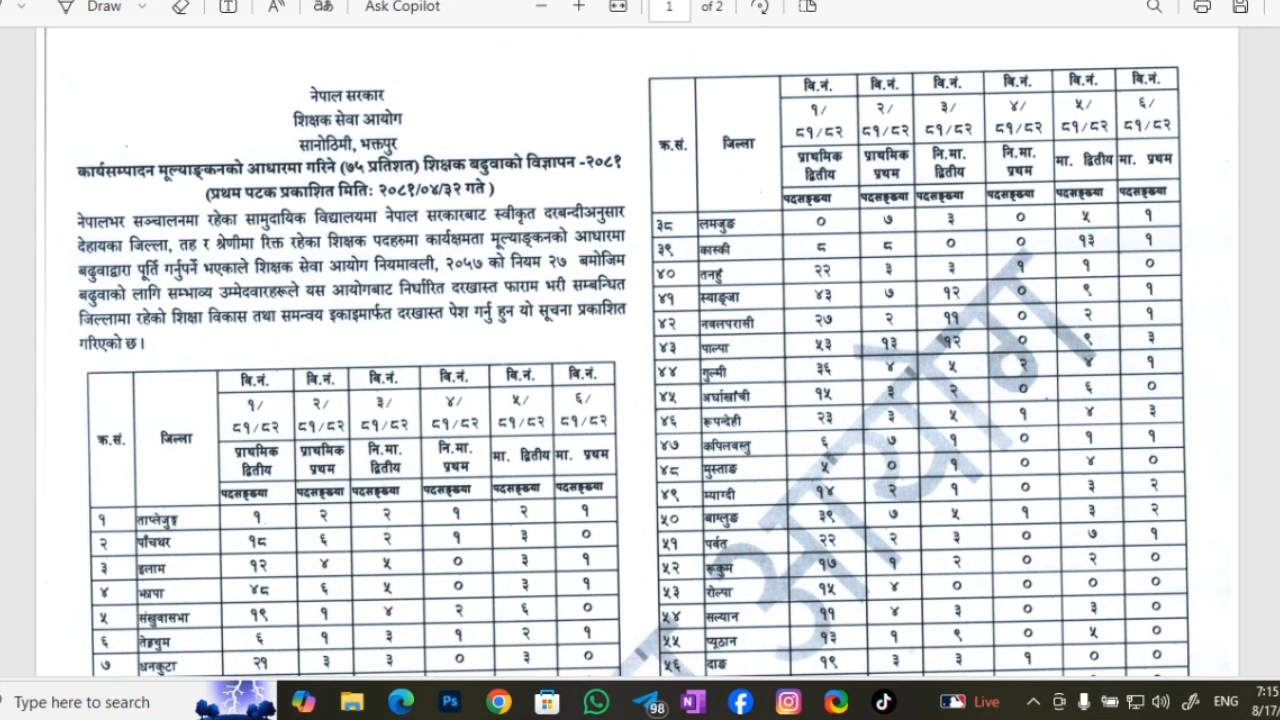 Draw
ab
Ask Copilot
1 of 2
नेपाल सरकार
शिक्षक सेवा आयोग
सानोठिमी, भक्तपुर
कार्यसम्पादन मूल्याङ्कनको आधारमा गरिने (७५ प्रतिशत) शिक्षक बढुवाको विज्ञापन -२०८१
(प्रथम पटक प्रकाशित मितिः २०८१/०४/३२ गते )
नेपालभर सञ्चालनमा रहेका सामुदायिक विद्यालयमा नेपाल सरकारबाट स्वीकृत दरबन्दीअनुसार
देहायका जिल्ला, तह र श्रेणीमा रिक्त रहेका शिक्षक पदहरुमा कार्यक्षमता मूल्याङ्कनको आधारमा
बढुवाद्वारा पूर्ति गर्नुपर्ने भएकाले शिक्षक सेवा आयोग नियमावली, २०५७ को नियम २७ बमोजिम
बढुवाको लागि सम्भाव्य उम्मेदवारहरूले यस आयोगबाट निर्धारित दरखास्त फाराम भरी सम्बन्धित
जिल्लामा रहेको शिक्षा विकास तथा समन्वय इकाइमार्फत दरखास्त पेश गर्नु हुन यो सूचना प्रकाशित
गरिएको छ।
वि.नं. वि.नं. वि.नं. वि.नं. वि.नं. वि.नं.
१/ २/ ३/ ४/ ५/ ६/
८१/८२ ८१/८२ ८१/८२ ८१/८२ ८१/८२ ८१/८२
क्र.सं. जिल्ला
प्राथमिक प्राथमिक नि.मा. नि.मा. मा. द्वितीय मा. प्रथम
द्वितीय प्रथम द्वितीय प्रथम
पदसङ्ख्या पदसङ्ख्या पदसङ्ख्या पदसङ्ख्या पदसङ्ख्या पदसङ्ख्या
१ ताप्लेजुङ्ग १ २ २ १ २ १
२ पाँचथर १८ ६ २ १ ३ ०
३ इलाम १२ ४ ५ ० ३ १
४ झापा ४८ ६ ५ ० ३ १
५ संखुवासभा १९ १ ४ २ ६ ०
६ तेह्रथुम ६ १ ३ १ २ १
७ धनकुटा २१ ३ ३ ० ३ ०
वि.नं. वि.नं. वि.नं. वि.नं. वि.नं. वि.नं.
१/ २/ ३/ ४/ ५/ ६/
८१/८२ ८१/८२ ८१/८२ ८१/८२ ८१/८२ ८१/८२
क्र.सं. जिल्ला
प्राथमिक प्राथमिक नि.मा. नि.मा. मा. द्वितीय मा. प्रथम
द्वितीय प्रथम द्वितीय प्रथम
पदसङ्ख्या पदसङ्ख्या पदसङ्ख्या पदसङ्ख्या पदसङ्ख्या पदसङ्ख्या
३८ लमजुङ ० ७ ३ ० ५ १
३९ कास्की ८ ८ ० ० १३ १
४० तनहुँ २२ ३ ३ १ १ ०
४१ स्याङ्जा ४३ ७ १२ ० ९ १
४२ नवलपरासी २७ २ ११ ० २ १
४३ पाल्पा ५३ १३ १२ ० ९ ३
४४ गुल्मी ३६ ४ ५ २ ४ १
४५ अर्घाखाँची १५ ३ २ ० ६ ०
४६ रूपन्देही २३ ३ ५ १ ४ ३
४७ कपिलवस्तु ६ ७ १ ० १ १
४८ मुस्ताङ ५ ० १ ० ४ ०
४९ म्याग्दी १४ २ १ ० ३ २
५० बाग्लुङ ३९ ७ ५ १ ३ २
५१ पर्वत २२ २ ३ ० ७ १
५२ रूकुम १७ १ २ ० २ ०
५३ रोल्पा १५ ४ ० ० ० ०
५४ सल्यान ११ ४ ३ ० ३ ०
५५ प्यूठान १३ १ ९ ० ५ ०
५६ दाङ १९ ३ ३ १ ० ०
आयोग
Type here to search
Ps
98
N
Live
ENG
7:15
8/17/